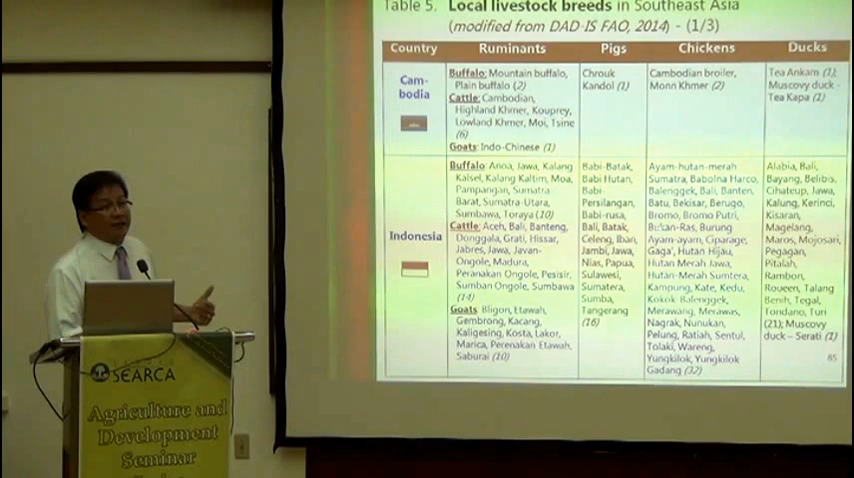 Table 5. Local livestock breeds in Southeast Asia
(modified from DAD-IS FAO, 2014) - (1/3)
Country Ruminants Pigs Chickens Ducks
Cam-
bodia
Buffalo: Mountain buffalo,
Plain buffalo (2)
Cattle: Cambodian,
Highland Khmer, Kouprey,
Lowland Khmer, Moi, Tsine
(6)
Goats: Indo-Chinese (1)
Chrouk
Kandol (1)
Cambodian broiler,
Monn Khmer (2)
Tea Ankam (1);
Muscovy duck -
Tea Kapa (1)
Indonesia
Buffalo: Anoa, Jawa, Kalang
Kalsel, Kalang Kaltim, Moa,
Pampangan, Sumatra
Barat, Sumatra-Utara,
Sumbawa, Toraya (10)
Cattle: Aceh, Bali, Banteng,
Donggala, Grati, Hissar,
Jabres, Jawa, Javan-
Ongole, Madura,
Peranakan Ongole, Pesisir,
Sumban Ongole, Sumbawa
(14)
Goats: Bligon, Etawah,
Gembrong, Kacang,
Kaligesing, Kosta, Lakor,
Marica, Perenakan Etawah,
Saburai (10)
Babi-Batak,
Babi Hutan,
Babi-
Persilangan,
Babi-rusa,
Bali, Batak,
Celeng, Iban,
Jambi, Jawa,
Nias, Papua,
Sulawesi,
Sumatera,
Sumba,
Tangerang
(16)
Ayam-hutan-merah
Sumatra, Babolna Harco,
Balenggek, Bali, Banten,
Batu, Bekisar, Berugo,
Bromo, Bromo Putri,
Bukan-Ras, Burung
Ayam-ayam, Ciparage,
Gaga', Hutan Hijau,
Hutan Merah Jawa,
Hutan-Merah Sumtera,
Kampung, Kate, Kedu,
Kokok Balenggek,
Merawang, Merawas,
Nagrak, Nunukan,
Pelung, Ratiah, Sentul,
Tolaki, Wareng,
Yungkilok, Yungkilok
Gadang (32)
Alabia, Bali,
Bayang, Belibis,
Cihateup, Jawa,
Kalung, Kerinci,
Kisaran,
Magelang,
Maros, Mojosari,
Pegagan,
Pitalah,
Rambon,
Roueen, Talang
Benih, Tegal,
Tondano, Turi
(21); Muscovy
duck – Serati (1)
85
SEARCA
Agriculture and
Development
Seminar